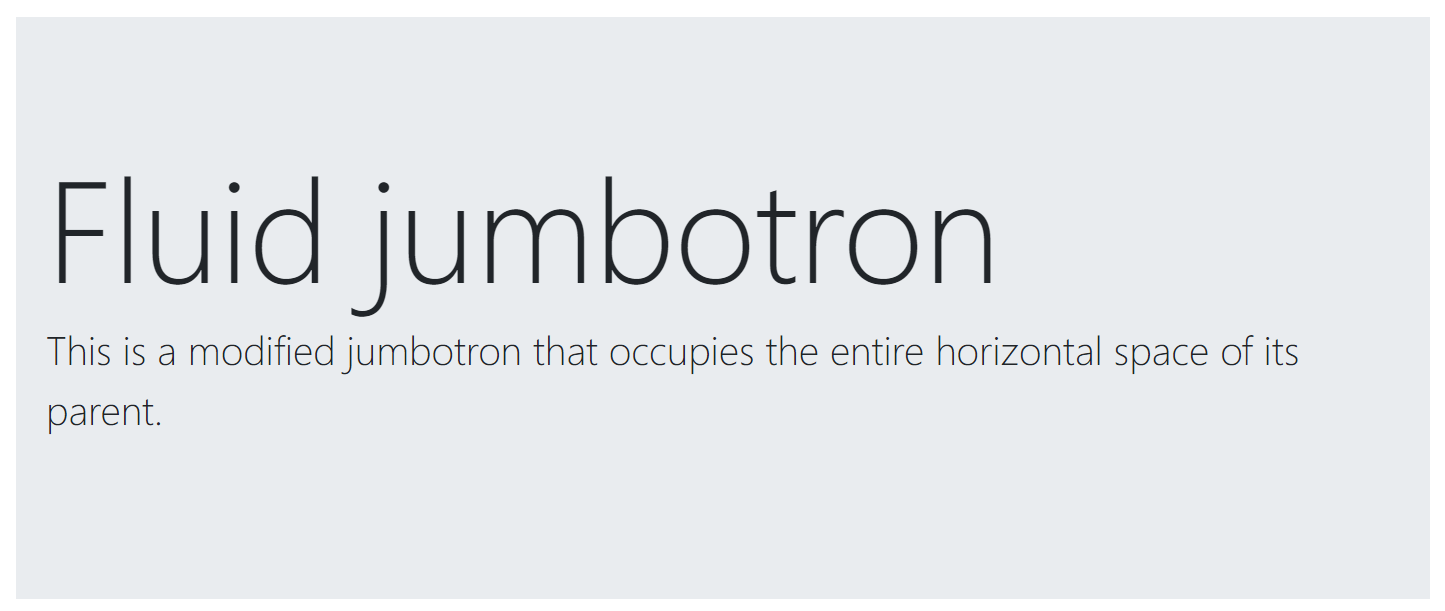 Fluid jumbotron
This is a modified jumbotron that occupies the entire horizontal space of its
parent.